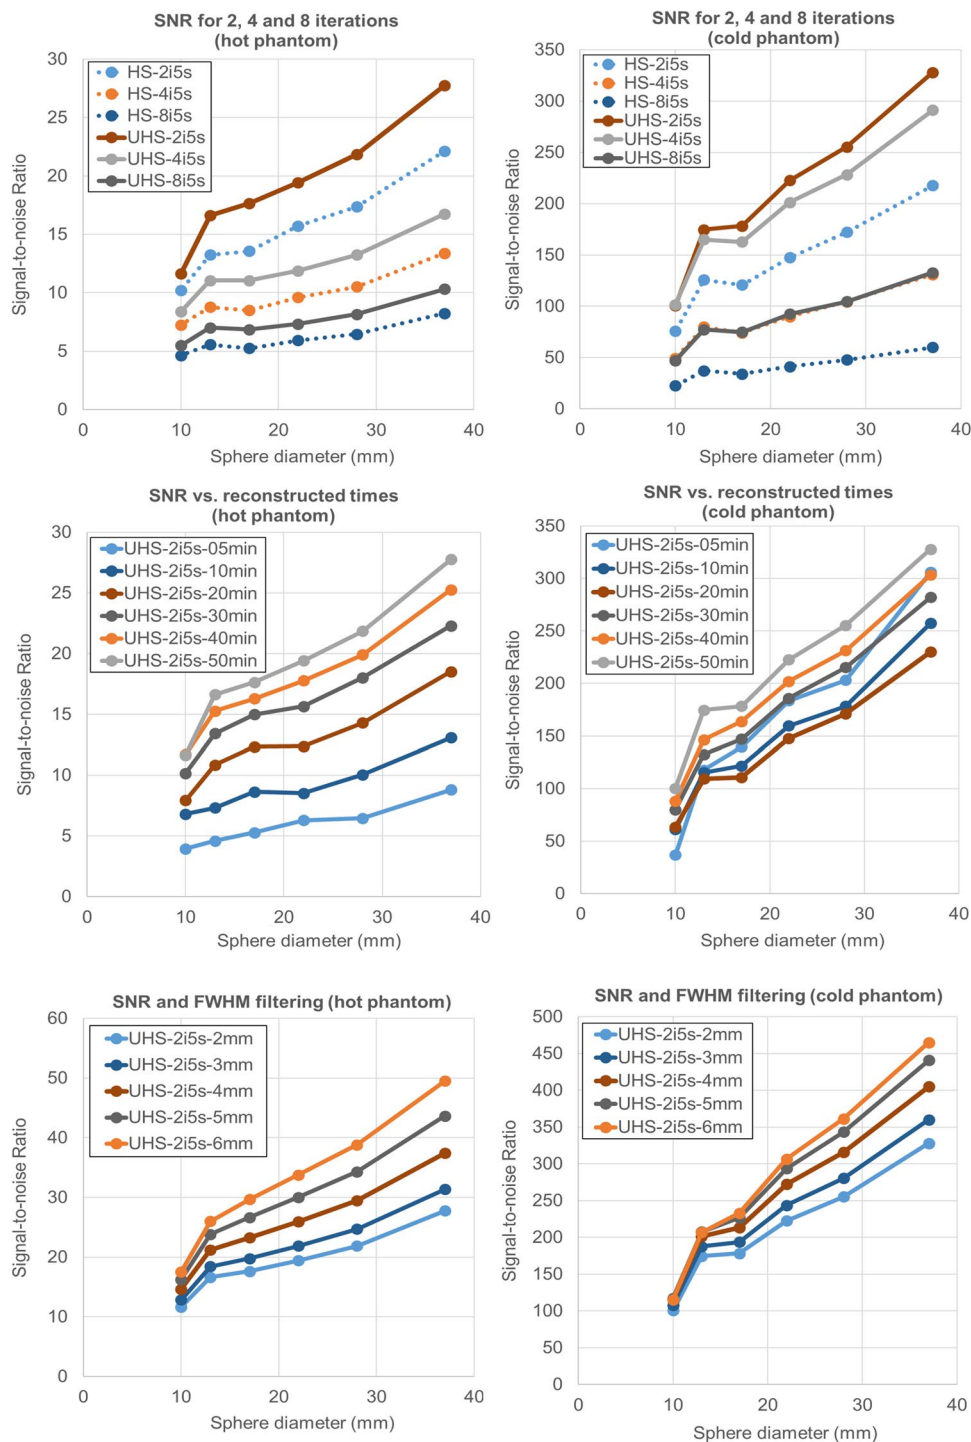 SNR for 2, 4 and 8 iterations
(hot phantom)
30
25
20
15
10
5
0
Signal-to-noise Ratio
HS-2i5s
HS-4i5s
HS-8i5s
UHS-2i5s
UHS-4i5s
UHS-8i5s
0 10 20 30 40
Sphere diameter (mm)
SNR for 2, 4 and 8 iterations
(cold phantom)
350
300
250
200
150
100
50
0
Signal-to-noise Ratio
HS-2i5s
HS-4i5s
HS-8i5s
UHS-2i5s
UHS-4i5s
UHS-8i5s
0 10 20 30 40
Sphere diameter (mm)
SNR vs. reconstructed times
(hot phantom)
30
25
20
15
10
5
0
Signal-to-noise Ratio
UHS-2i5s-05min
UHS-2i5s-10min
UHS-2i5s-20min
UHS-2i5s-30min
UHS-2i5s-40min
UHS-2i5s-50min
0 10 20 30 40
Sphere diameter (mm)
SNR vs. reconstructed times
(cold phantom)
350
300
250
200
150
100
50
0
Signal-to-noise Ratio
UHS-2i5s-05min
UHS-2i5s-10min
UHS-2i5s-20min
UHS-2i5s-30min
UHS-2i5s-40min
UHS-2i5s-50min
0 10 20 30 40
Sphere diameter (mm)
SNR and FWHM filtering (hot phantom)
60
50
40
30
20
10
0
Signal-to-noise Ratio
UHS-2i5s-2mm
UHS-2i5s-3mm
UHS-2i5s-4mm
UHS-2i5s-5mm
UHS-2i5s-6mm
0 10 20 30 40
Sphere diameter (mm)
SNR and FWHM filtering (cold phantom)
500
450
400
350
300
250
200
150
100
50
0
Signal-to-noise Ratio
UHS-2i5s-2mm
UHS-2i5s-3mm
UHS-2i5s-4mm
UHS-2i5s-5mm
UHS-2i5s-6mm
0 10 20 30 40
Sphere diameter (mm)